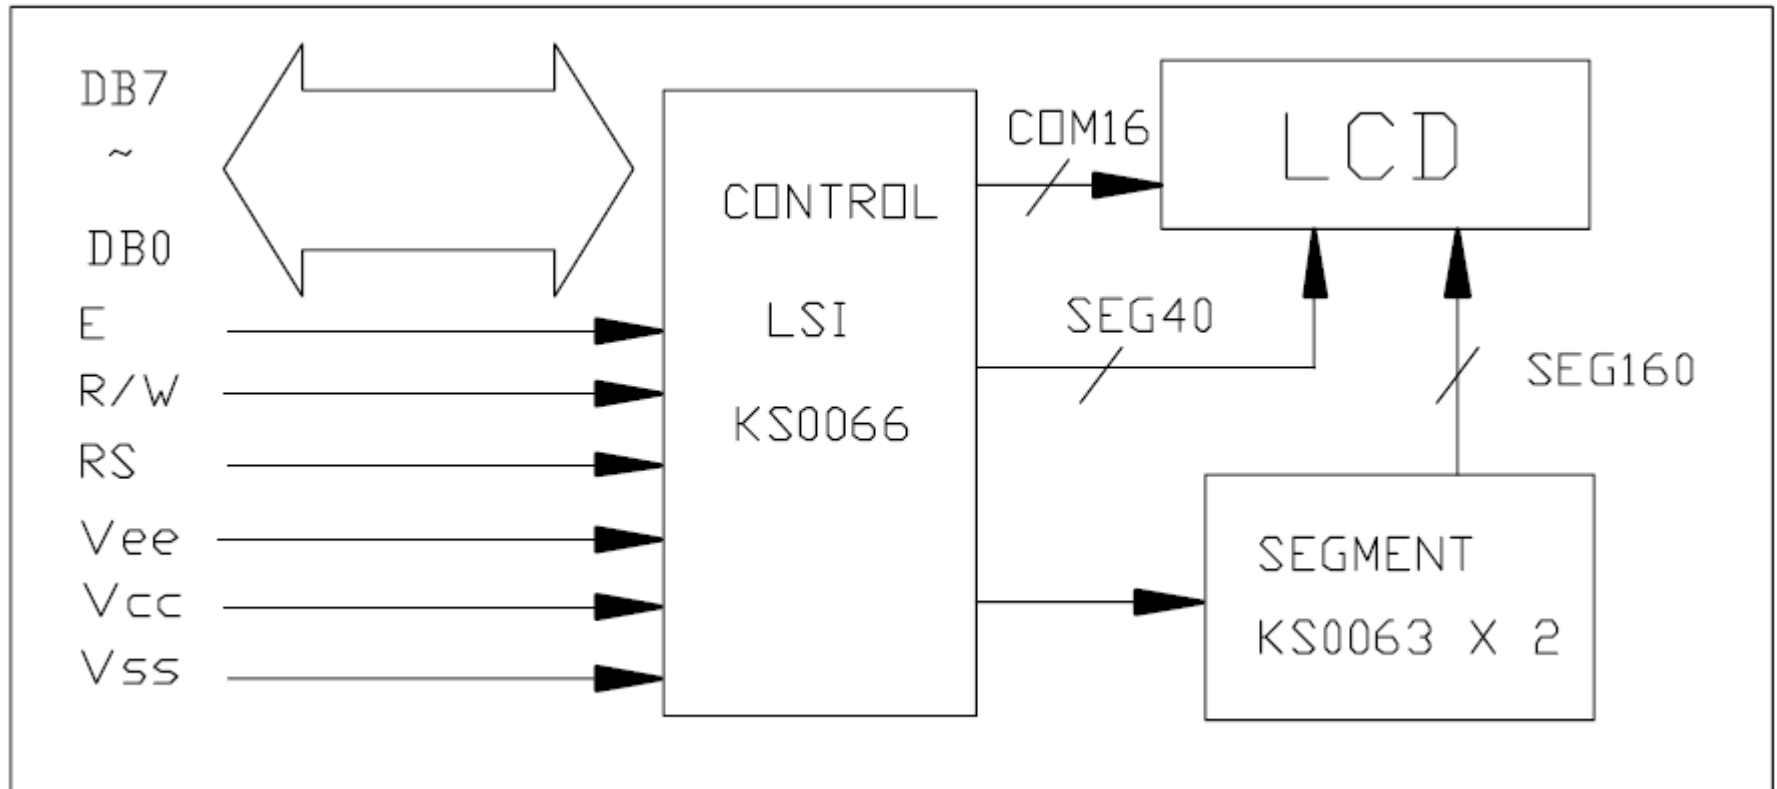 DB7
~
DB0
E
R/W
RS
Vee
Vcc
Vss
CONTROL
LSI
KS0066
COM16
LCD
SEG40
SEG160
SEGMENT
KS0063 X 2